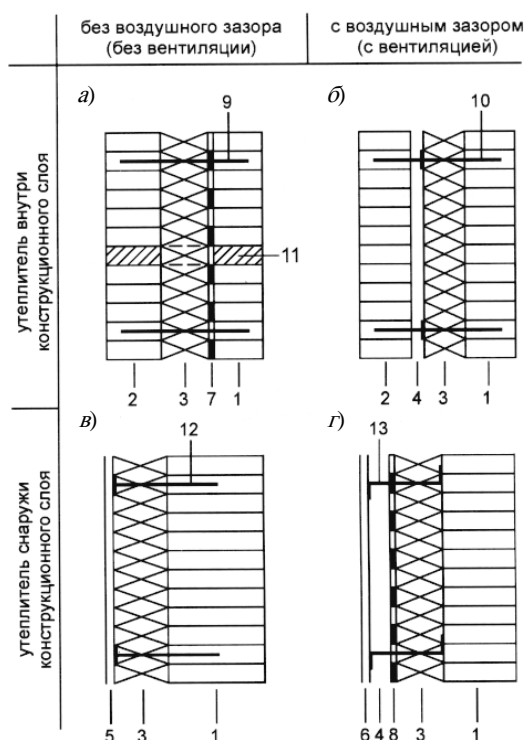 без воздушного зазора
(без вентиляции)
с воздушным зазором
(с вентиляцией)
утеплитель внутри
конструкционного слоя
а)
9
11
2 3 7 1
б)
10
2 4 3 1
утеплитель снаружи
конструкционного слоя
в)
12
5 3 1
г)
13
6 4 8 3 1